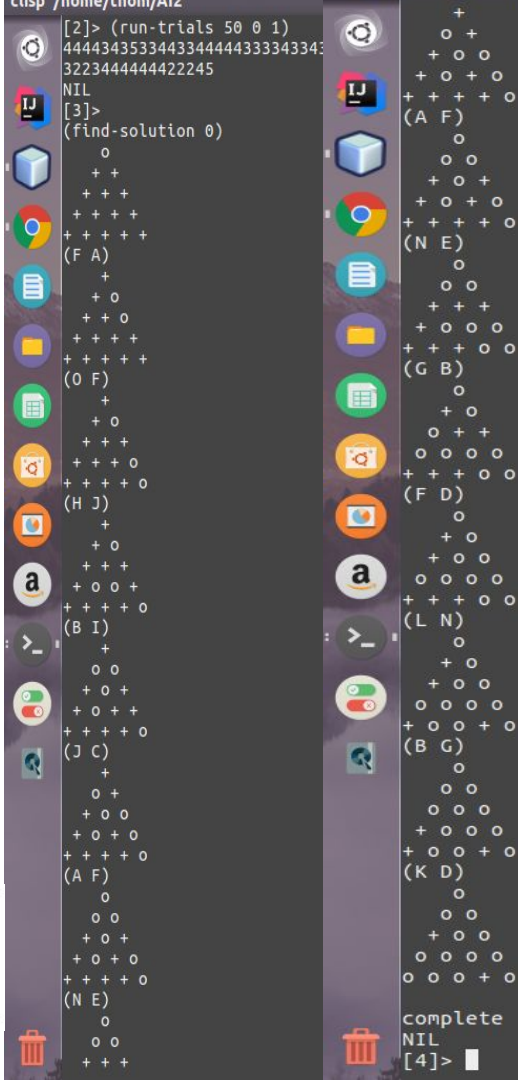 clisp /home/thom/AI2
[2]> (run-trials 50 0 1)
4444343533443344444333343343
3223444444422245
NIL
[3]>
(find-solution 0)
o
+ +
+ + +
+ + + +
+ + + + +
(F A)
+
+ o
+ + o
+ + + +
+ + + + +
(O F)
+
+ o
+ + +
+ + + o
+ + + + o
(H J)
+
+ o
+ + +
+ o o +
+ + + + o
(B I)
+
o o
+ o +
+ o + +
+ + + + o
(J C)
+
o +
+ o o
+ o + o
+ + + + o
(A F)
o
o o
+ o +
+ o + o
+ + + + o
(N E)
o
o o
+ + +
+
o +
+ o o
+ o + o
+ + + + o
(A F)
o
o o
+ o +
+ o + o
+ + + + o
(N E)
o
o o
+ + +
+ o o o
+ + + o o
(G B)
o
+ o
o + +
o o o o
+ + + o o
(F D)
o
+ o
+ o o
o o o o
+ + + o o
(L N)
o
+ o
+ o o
o o o o
+ o o + o
(B G)
o
o o
o o o
+ o o o
+ o o + o
(K D)
o
o o
+ o o
o o o o
o o o + o
complete
NIL
[4]>